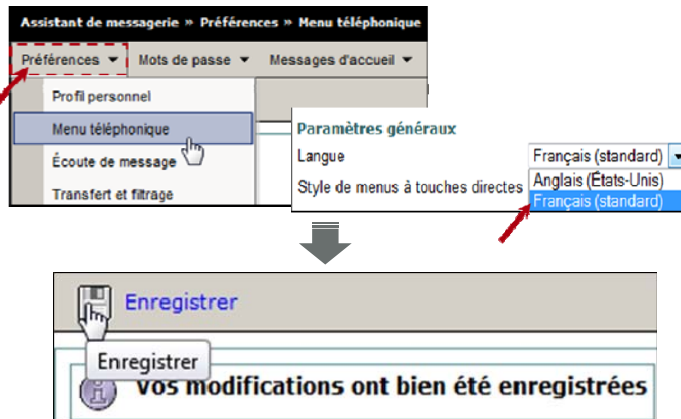 Assistant de messagerie » Préférences » Menu téléphonique
Préférences Mots de passe Messages d'accueil
Profil personnel
Menu téléphonique
Écoute de message
Transfert et filtrage
Paramètres généraux
Langue Français (standard)
Style de menus à touches directes Anglais (États-Unis)
Français (standard)
Enregistrer
Enregistrer
Vos modifications ont bien été enregistrées